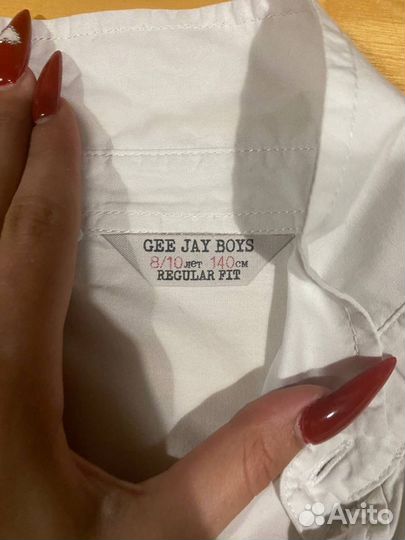 GEE JAY BOYS
8/10 лет 140 см
REGULAR FIT
Avito